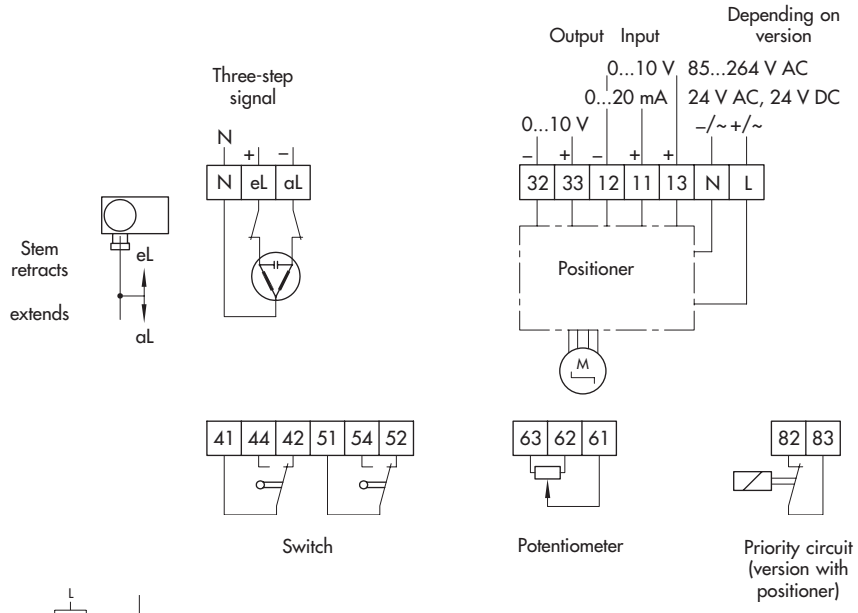 Depending on
version
Output Input
0...10 V 85...264 V AC
0...20 mA 24 V AC, 24 V DC
0...10 V –/~ +/~
– + – + +
32 33 12 11 13 N L
Positioner
M
Three-step
signal
N
+ –
N eL aL
Stem
retracts
eL
extends
aL
41 44 42 51 54 52
Switch
63 62 61
Potentiometer
82 83
Priority circuit
(version with
positioner)
L